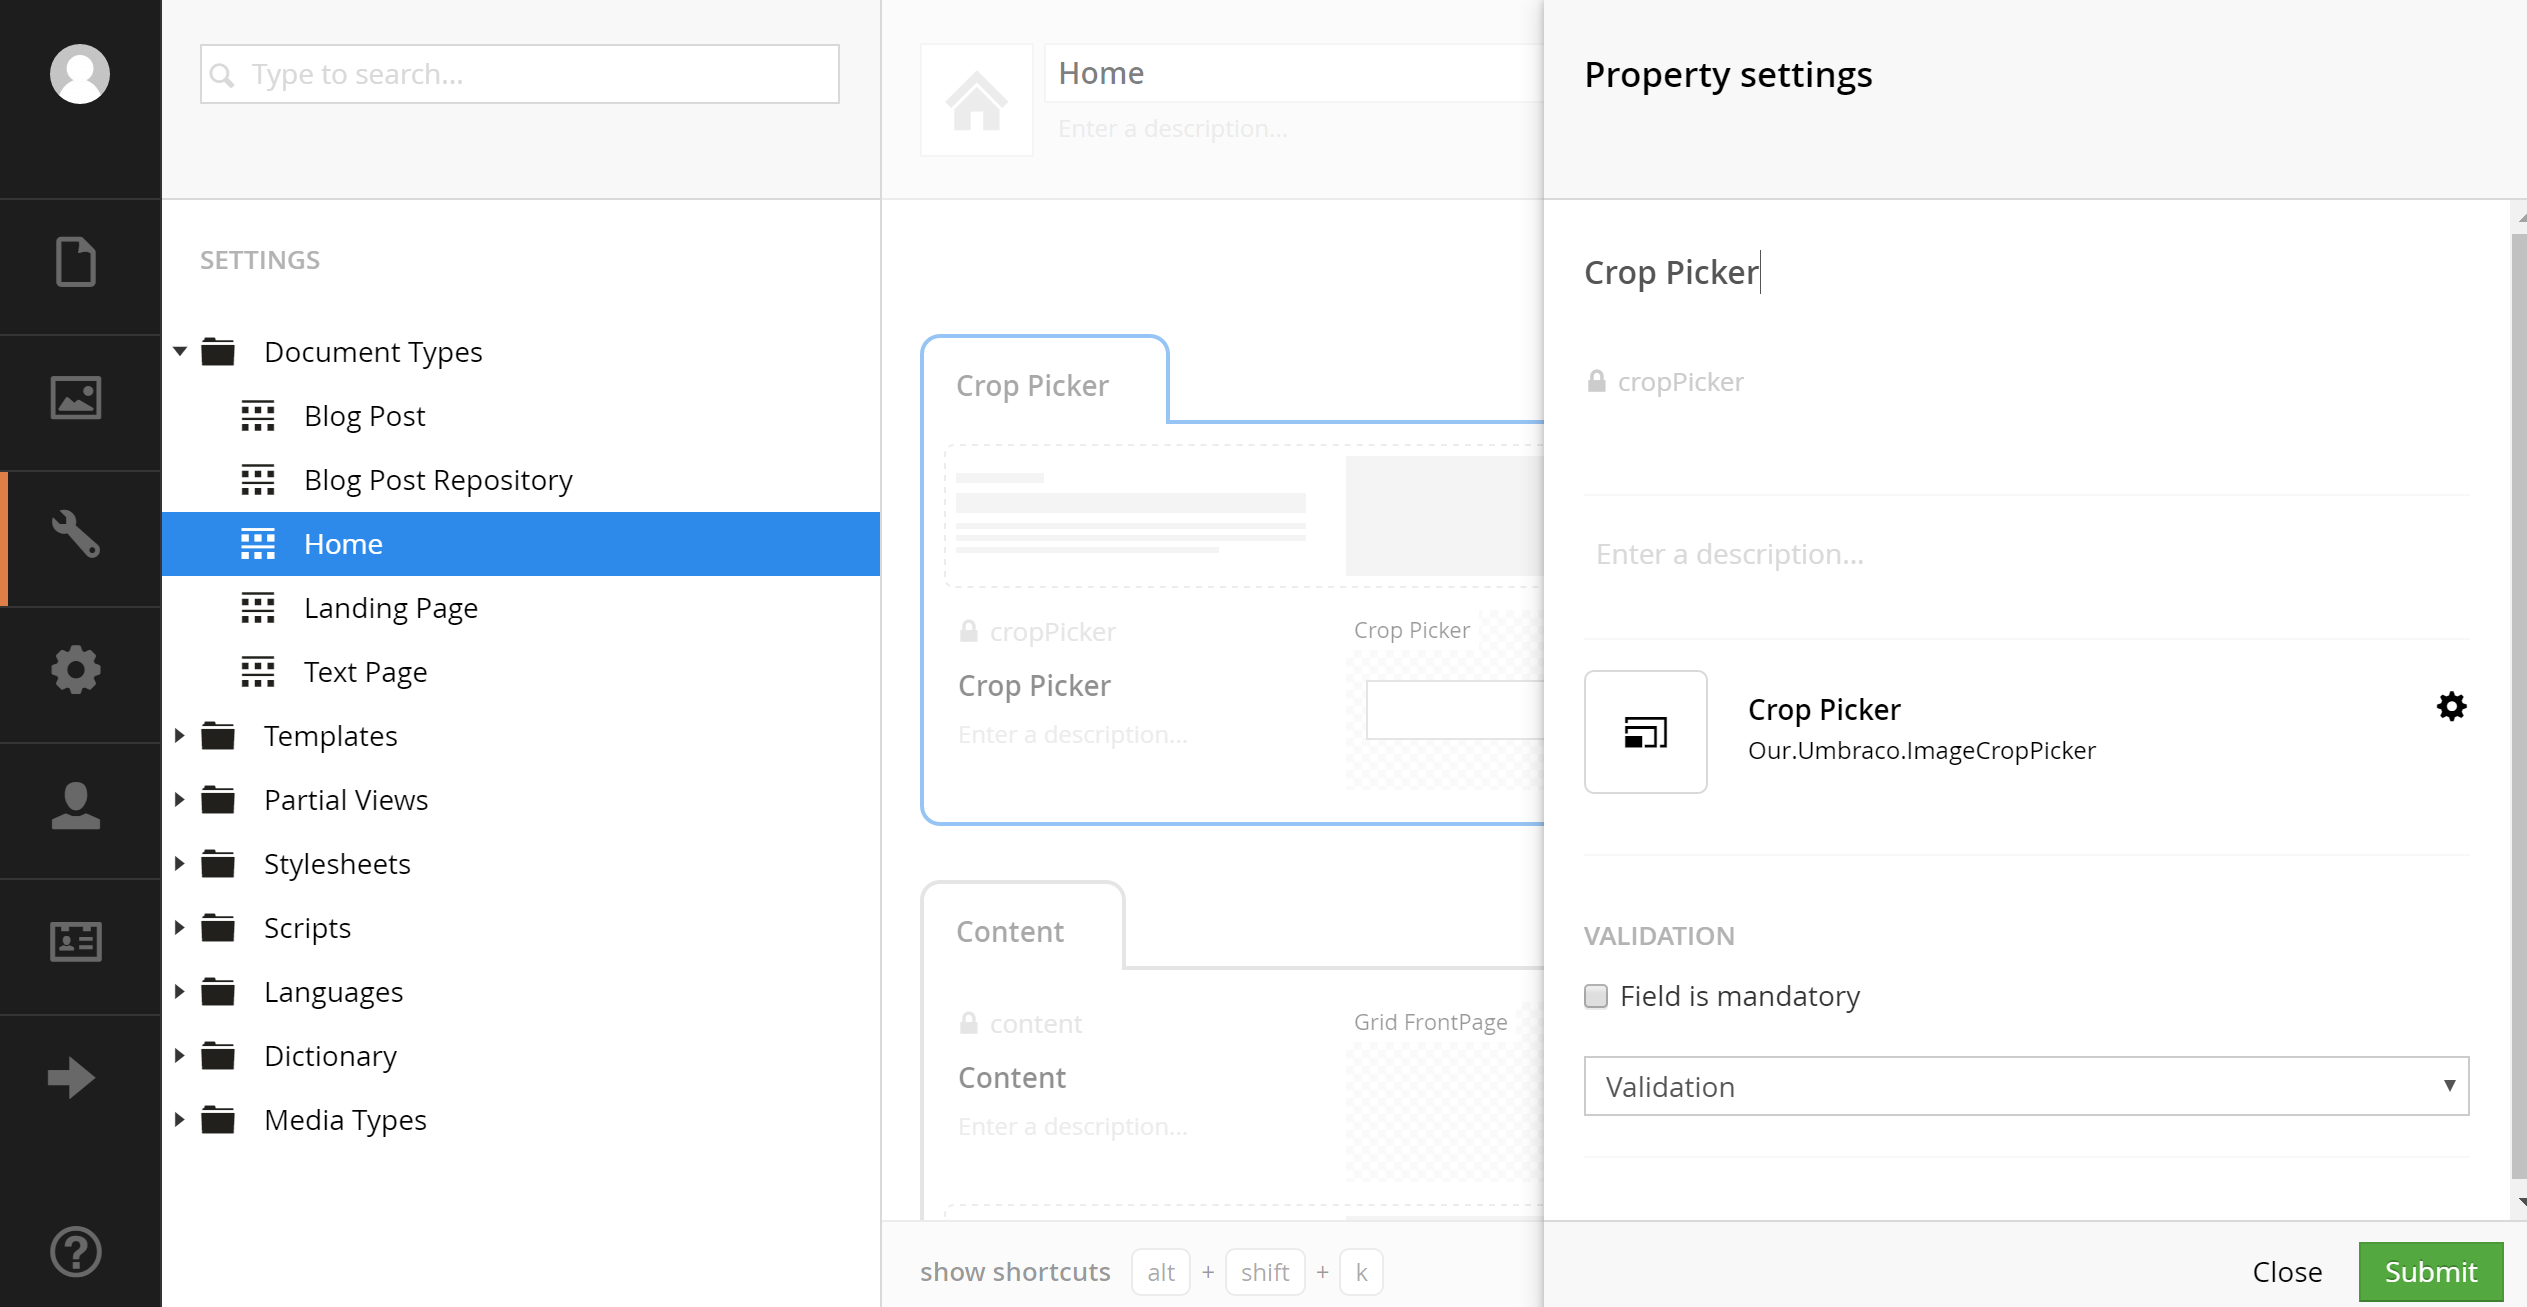 Type to search...
SETTINGS
Document Types
Blog Post
Blog Post Repository
Home
Landing Page
Text Page
Templates
Partial Views
Stylesheets
Scripts
Languages
Dictionary
Media Types
Home
Enter a description...
Crop Picker
cropPicker
Crop Picker
Enter a description...
Crop Picker
Content
content
Content
Enter a description...
Grid FrontPage
show shortcuts alt + shift + k
Property settings
Crop Picker
cropPicker
Enter a description...
Crop Picker
Our.Umbraco.ImageCropPicker
VALIDATION
Field is mandatory
Validation
Close Submit